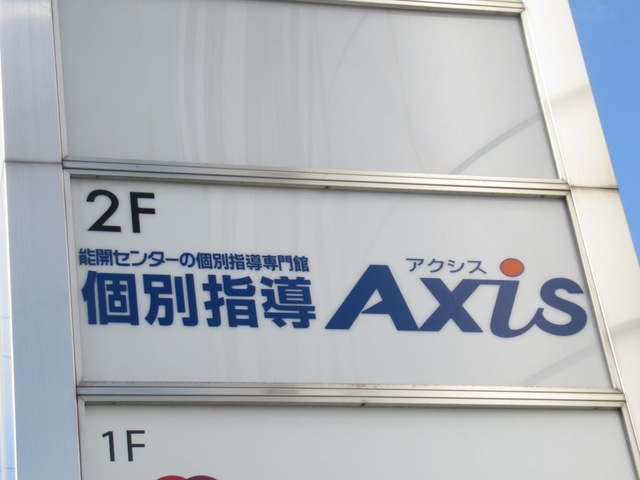 2F
能開センターの個別指導専門館
個別指導 Axis
アクシス
1F